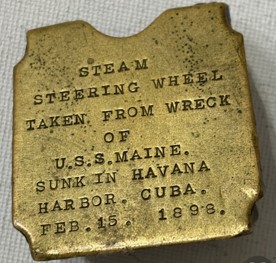 STEAM
STEERING WHEEL
TAKEN FROM WRECK
OF
U.S.S. MAINE.
SUNK IN HAVANA
HARBOR. CUBA.
FEB. 15. 1898.